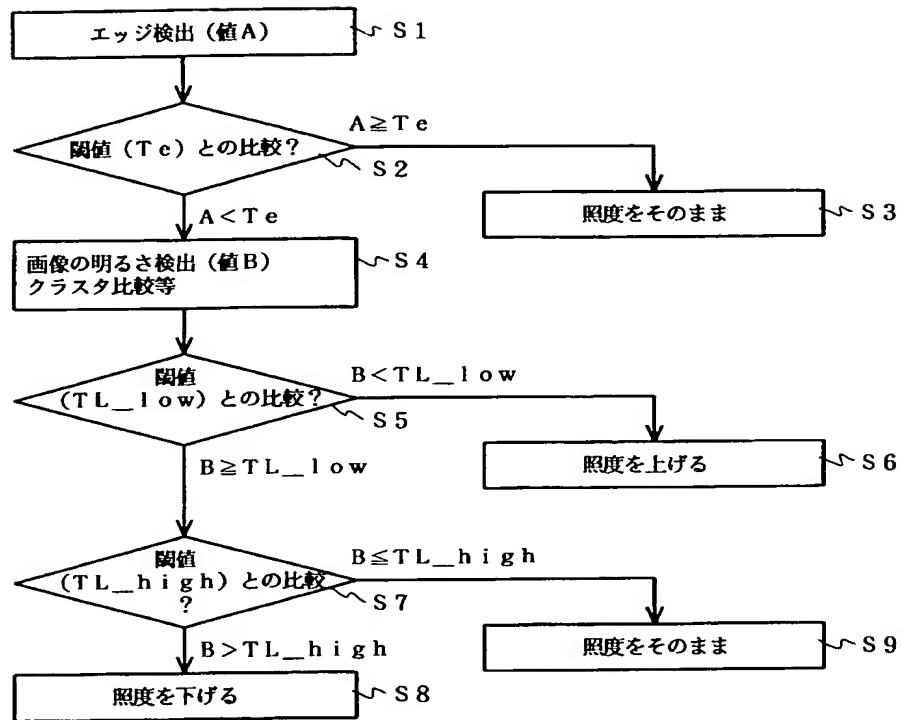 エッジ検出（値A）
S1
閾値（Te）との比較？
S2
A≧Te
照度をそのまま
S3
A<Te
画像の明るさ検出（値B）
クラスタ比較等
S4
閾値
(TL_low) との比較？
S5
B<TL_low
照度を上げる
S6
B≧TL_low
閾値
(TL_high) との比較
？
S7
B≦TL_high
照度をそのまま
S9
B>TL_high
照度を下げる
S8